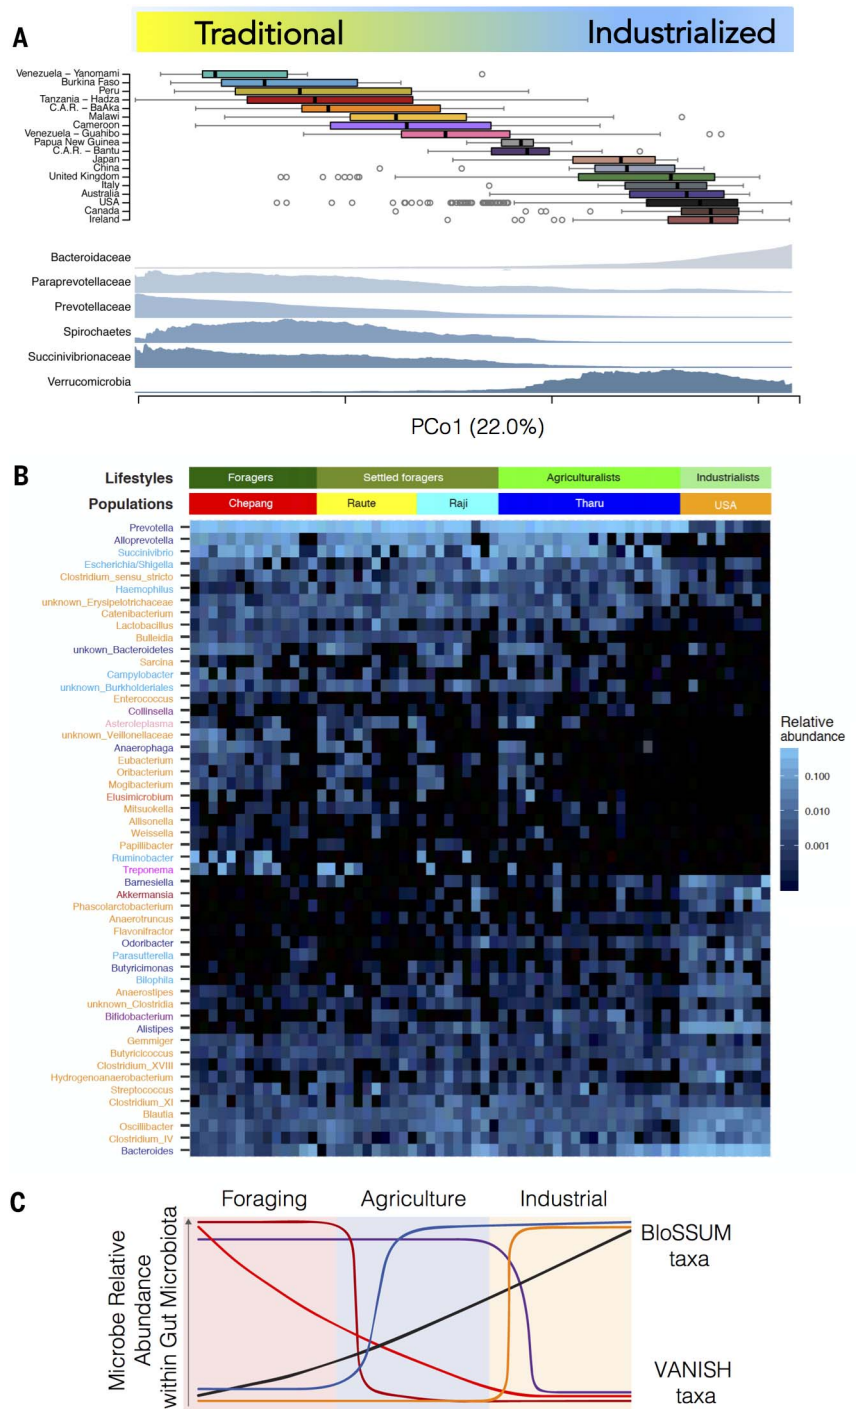 A
Traditional
Industrialized
Venezuela – Yanomami
Burkina Faso
Peru
Tanzania - Hadza
C.A.R. – BaAka
Malawi
Cameroon
Venezuela – Guahibo
Papua New Guinea
C.A.R. - Bantu
Japan
China
United Kingdom
Italy
Australia
USA
Canada
Ireland
Bacteroidaceae
Paraprevotellaceae
Prevotellaceae
Spirochaetes
Succinivibrionaceae
Verrucomicrobia
PCo1 (22.0%)
B
Lifestyles
Foragers
Settled foragers
Agriculturalists
Industrialists
Populations
Chepang
Raute
Raji
Tharu
USA
Prevotella
Alloprevotella
Succinivibrio
Escherichia/Shigella
Clostridium_sensu_stricto
Haemophilus
unknown_Erysipelotrichaceae
Catenibacterium
Lactobacillus
Bulleidia
unkown_Bacteroidetes
Sarcina
Campylobacter
unknown_Burkholderiales
Enterococcus
Collinsella
Asteroleplasma
unknown_Veillonellaceae
Anaerophaga
Eubacterium
Oribacterium
Mogibacterium
Elusimicrobium
Mitsuokella
Allisonella
Weissella
Papillibacter
Ruminobacter
Treponema
Barnesiella
Akkermansia
Phascolarctobacterium
Anaerotruncus
Flavonifractor
Odoribacter
Parasutterella
Butyricimonas
Bilophila
Anaerostipes
unknown_Clostridia
Bifidobacterium
Alistipes
Gemmiger
Butyricicoccus
Clostridium_XVIII
Hydrogenoanaerobacterium
Streptococcus
Clostridium_XI
Blautia
Oscillibacter
Clostridium_IV
Bacteroides
Relative
abundance
0.100
0.010
0.001
C
Foraging
Agriculture
Industrial
Microbe Relative
Abundance
within Gut Microbiota
BloSSUM
taxa
VANISH
taxa